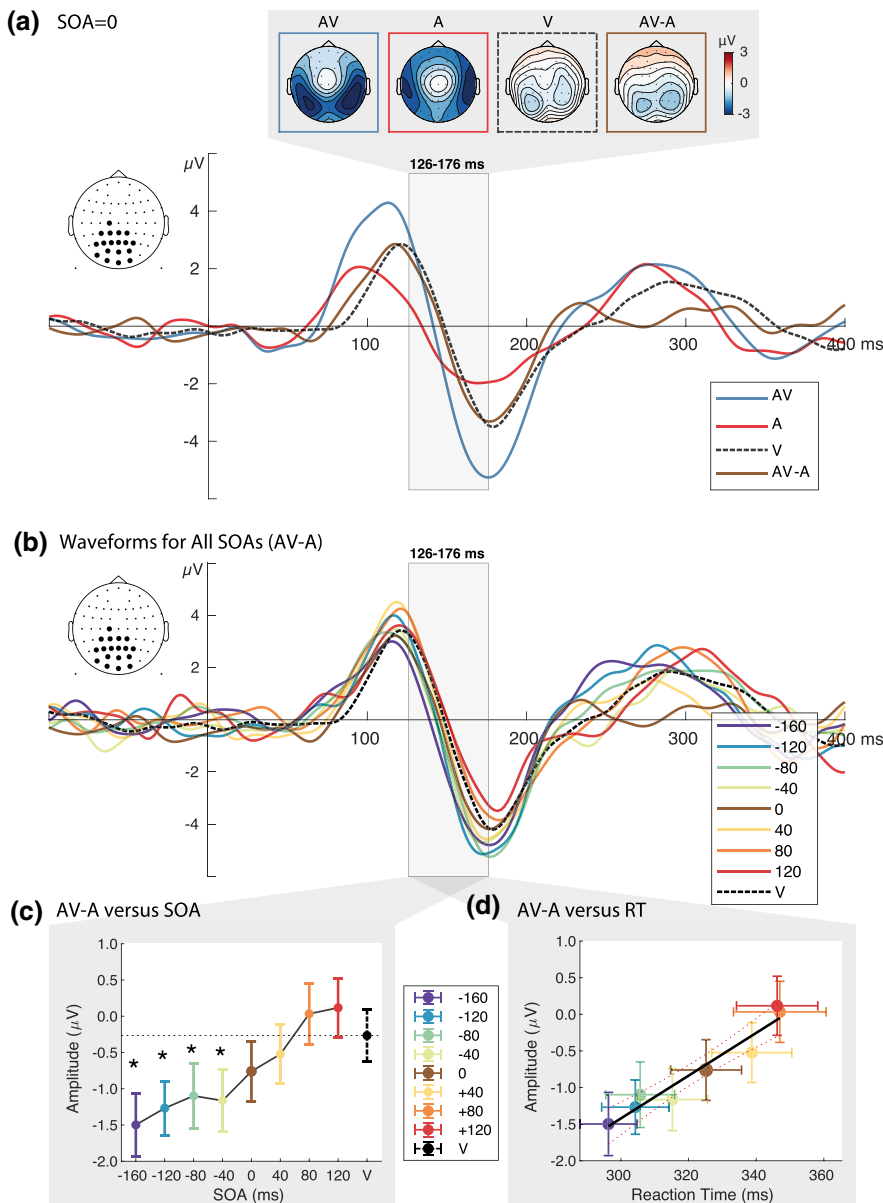 (a) SOA=0
AV A V AV-A
μV
3
0
-3
126-176 ms
μV
4
2
-2
-4
100 200 300 400 ms
AV
A
V
AV-A
(b) Waveforms for All SOAs (AV-A)
126-176 ms
μV
4
2
-2
-4
100 200 300 400 ms
-160
-120
-80
-40
0
40
80
120
V
(c) AV-A versus SOA
1.0
0.5
0.0
-0.5
-1.0
-1.5
-2.0
Amplitude (μV)
* * * *
-160 -120 -80 -40 0 40 80 120 V
SOA (ms)
-160
-120
-80
-40
0
+40
+80
+120
V
(d) AV-A versus RT
1.0
0.5
0.0
-0.5
-1.0
-1.5
-2.0
Amplitude (μV)
300 320 340 360
Reaction Time (ms)